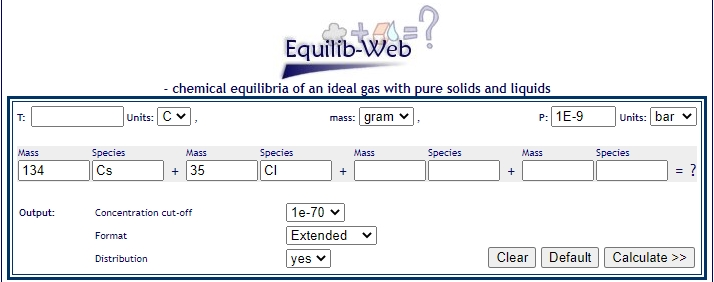 Equilib-Web
- chemical equilibria of an ideal gas with pure solids and liquids
T: Units: C , mass: gram , P: 1E-9 Units: bar
Mass Species Mass Species Mass Species Mass Species
134 Cs + 35 Cl + + = ?
Output: Concentration cut-off 1e-70
Format Extended
Distribution yes Clear Default Calculate >>